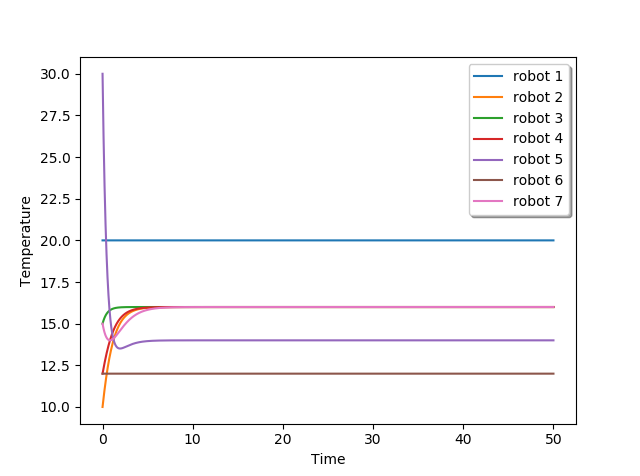 30.0
27.5
25.0
22.5
20.0
17.5
15.0
12.5
10.0
Temperature
0
10
20
30
40
50
Time
robot 1
robot 2
robot 3
robot 4
robot 5
robot 6
robot 7